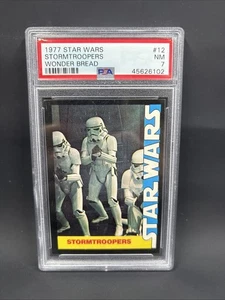 1977 STAR WARS #12
STORMTROOPERS NM
WONDER BREAD 7
PSA 45626102
STAR WARS
STORMTROOPERS